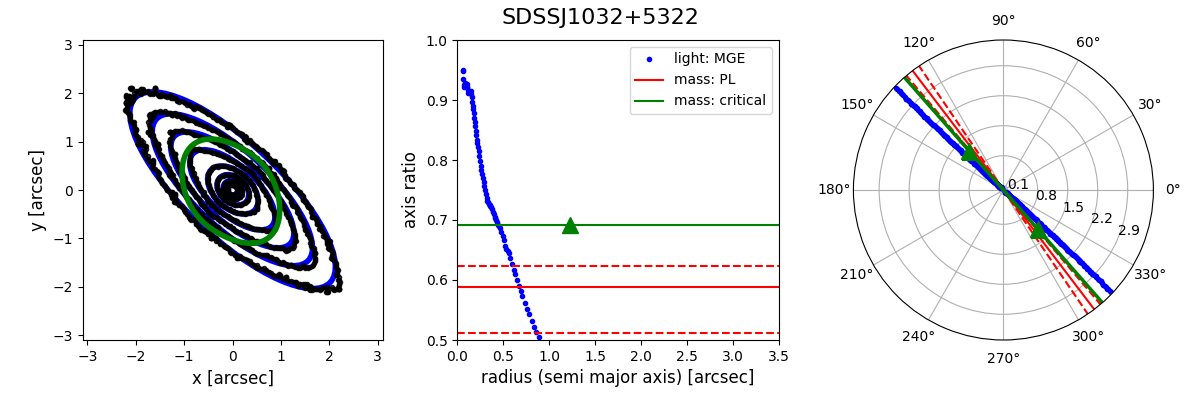 SDSSJ1032+5322
3
2
1
0
−1
−2
−3
y [arcsec]
−3 −2 −1 0 1 2 3
x [arcsec]
1.0
0.9
0.8
0.7
0.6
0.5
axis ratio
0.0 0.5 1.0 1.5 2.0 2.5 3.0 3.5
radius (semi major axis) [arcsec]
light: MGE
mass: PL
mass: critical
90°
120° 60°
150° 30°
180° 0°
210° 330°
240° 300°
270°
0.1
0.8
1.5
2.2
2.9